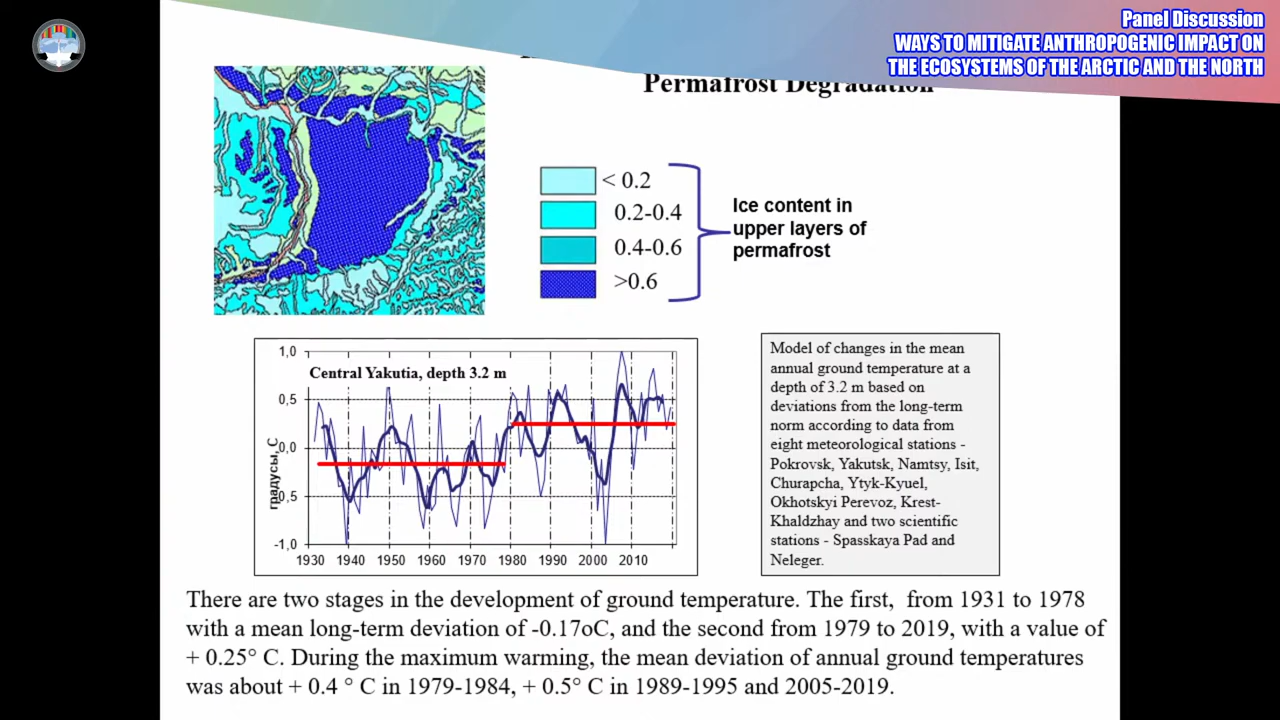 Panel Discussion
WAYS TO MITIGATE ANTHROPOGENIC IMPACT ON
THE ECOSYSTEMS OF THE ARCTIC AND THE NORTH
Permafrost Degradation
< 0.2
0.2-0.4
0.4-0.6
>0.6
Ice content in
upper layers of
permafrost
Central Yakutia, depth 3.2 m
градусы, С
1,0
0,5
0,0
-0,5
-1,0
1930 1940 1950 1960 1970 1980 1990 2000 2010
Model of changes in the mean
annual ground temperature at a
depth of 3.2 m based on
deviations from the long-term
norm according to data from
eight meteorological stations -
Pokrovsk, Yakutsk, Namtsy, Isit,
Churapcha, Ytyk-Kyuel,
Okhotskyi Perevoz, Krest-
Khaldzhay and two scientific
stations - Spasskaya Pad and
Neleger.
There are two stages in the development of ground temperature. The first, from 1931 to 1978
with a mean long-term deviation of -0.17oC, and the second from 1979 to 2019, with a value of
+ 0.25° C. During the maximum warming, the mean deviation of annual ground temperatures
was about + 0.4 ° C in 1979-1984, + 0.5° C in 1989-1995 and 2005-2019.